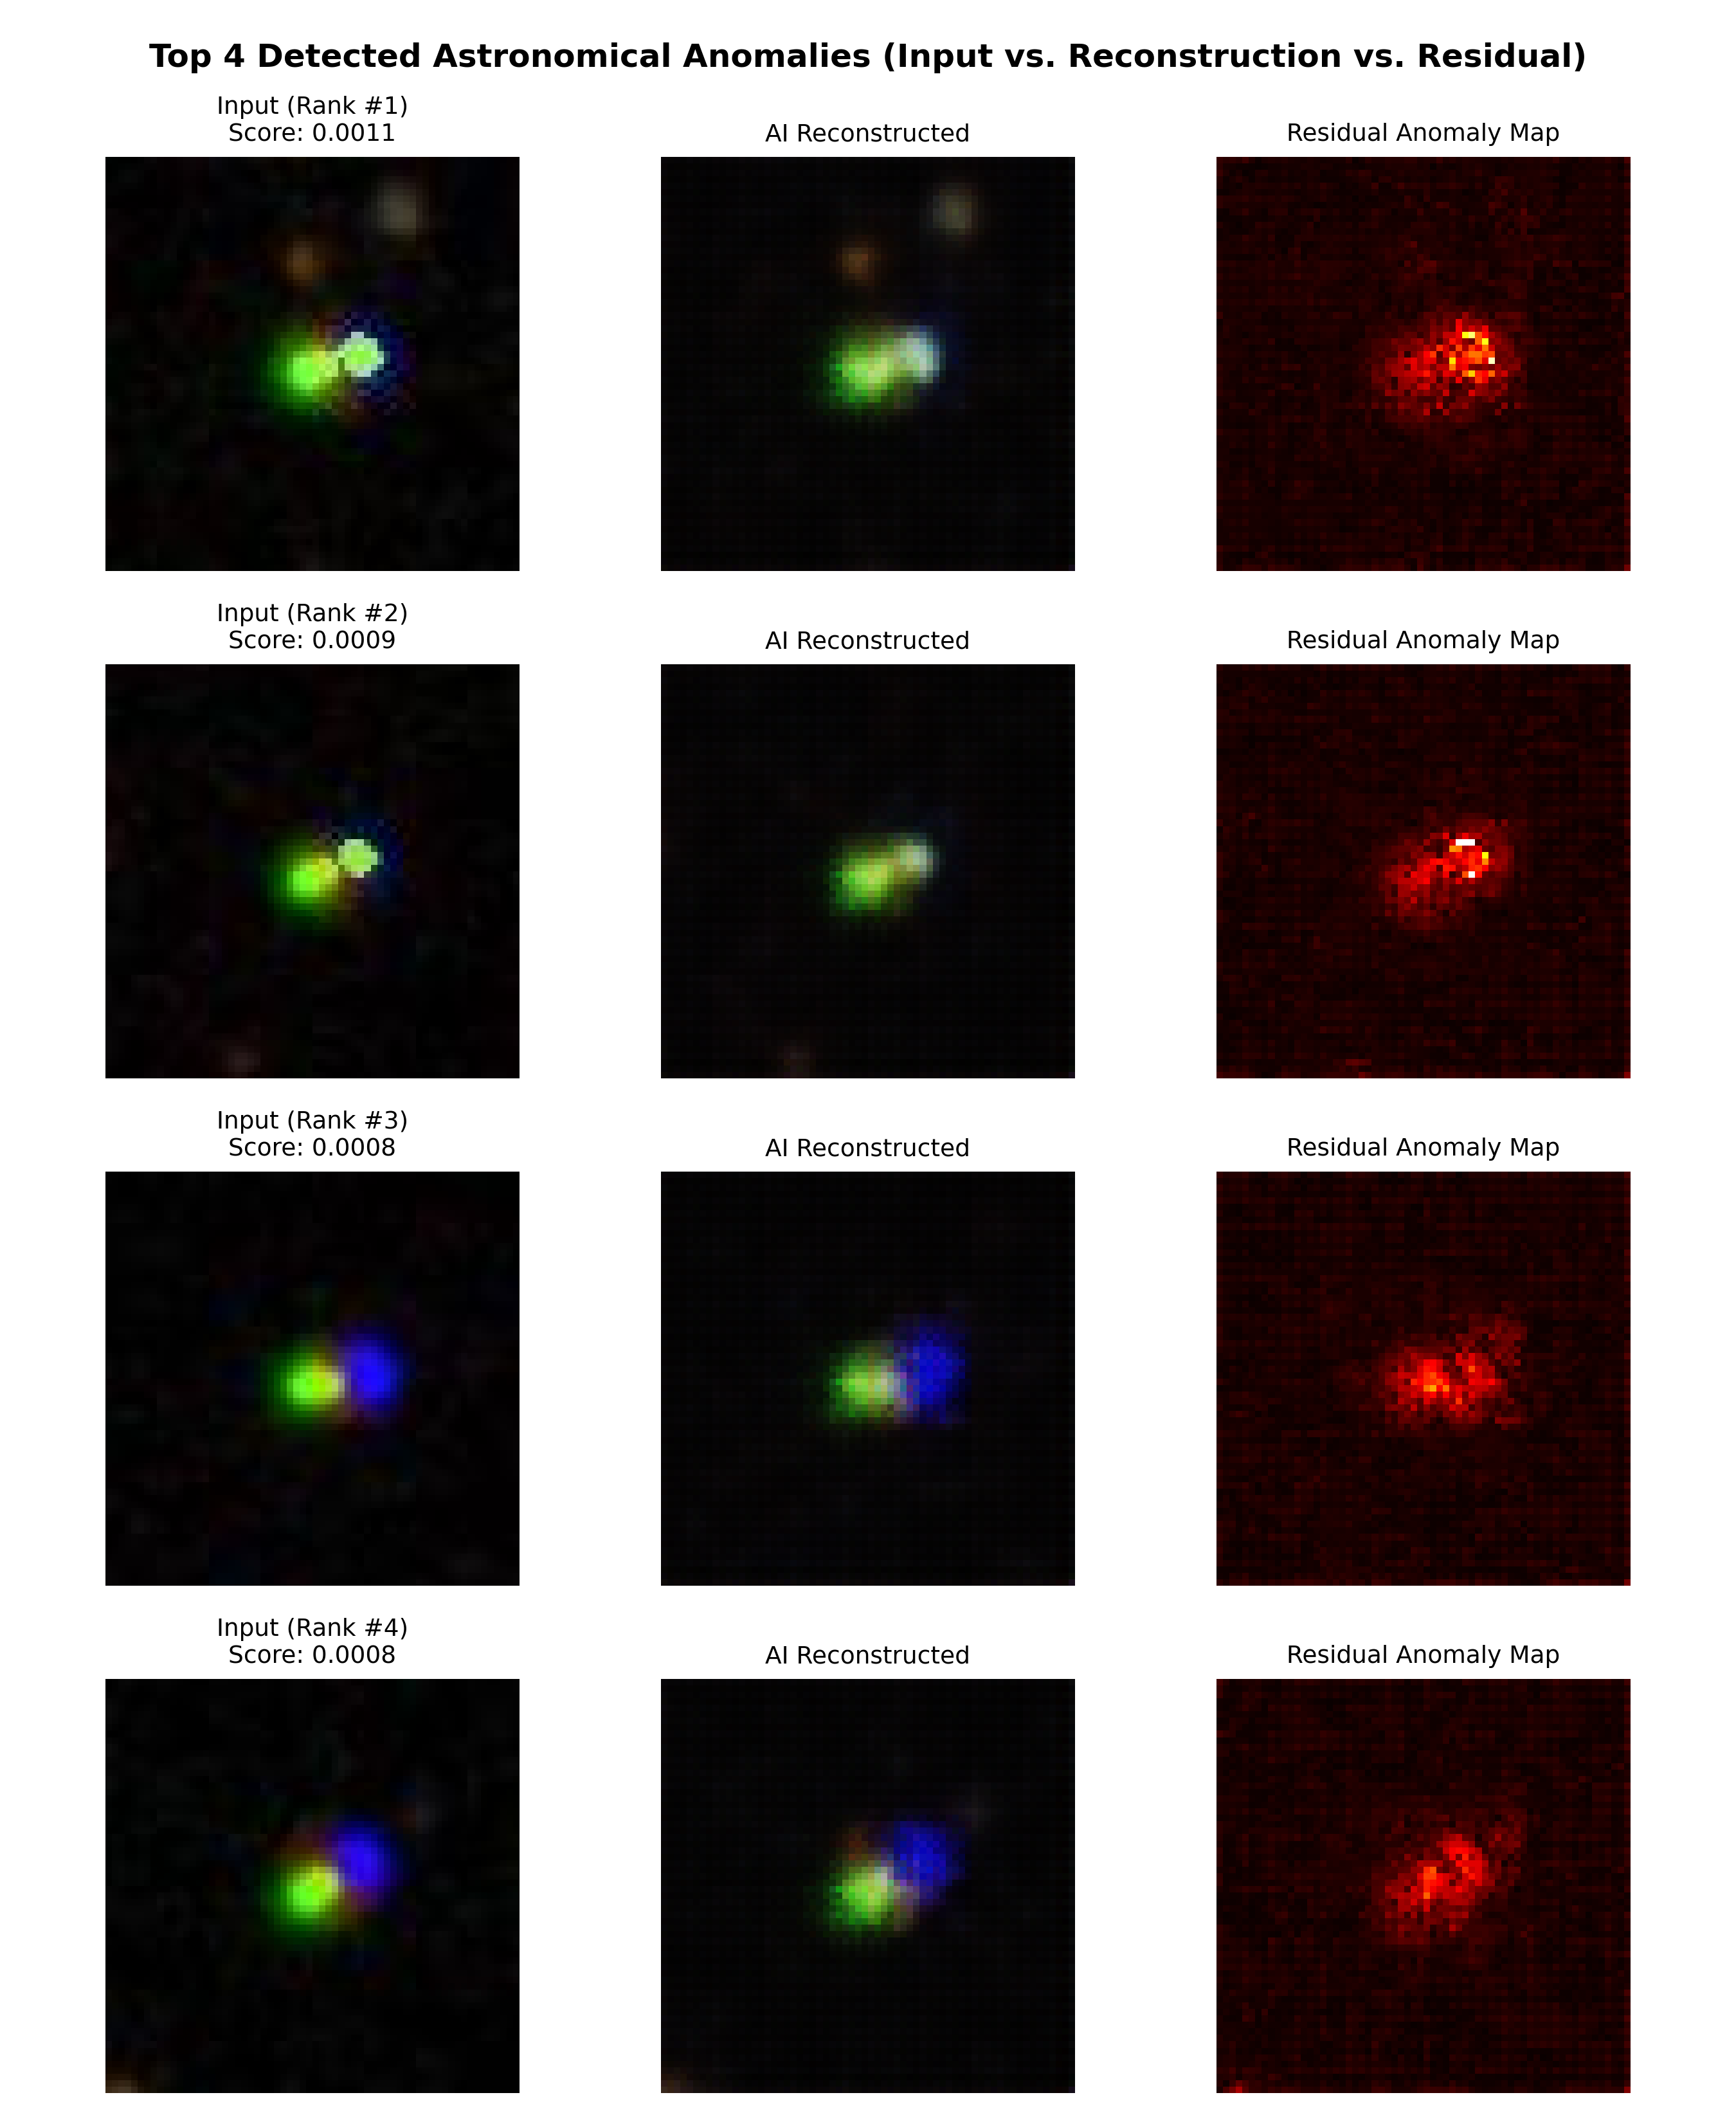 Top 4 Detected Astronomical Anomalies (Input vs. Reconstruction vs. Residual)
Input (Rank #1)
Score: 0.0011
AI Reconstructed
Residual Anomaly Map
Input (Rank #2)
Score: 0.0009
AI Reconstructed
Residual Anomaly Map
Input (Rank #3)
Score: 0.0008
AI Reconstructed
Residual Anomaly Map
Input (Rank #4)
Score: 0.0008
AI Reconstructed
Residual Anomaly Map